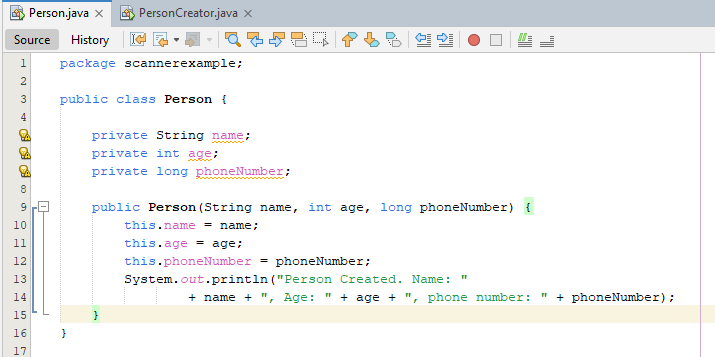 Person.java PersonCreator.java
Source History
1 package scannerexample;
2
3 public class Person {
4
5 private String name;
6 private int age;
7 private long phoneNumber;
8
9 public Person(String name, int age, long phoneNumber) {
10 this.name = name;
11 this.age = age;
12 this.phoneNumber = phoneNumber;
13 System.out.println("Person Created. Name: "
14 + name + ", Age: " + age + ", phone number: " + phoneNumber);
15 }
16 }
17